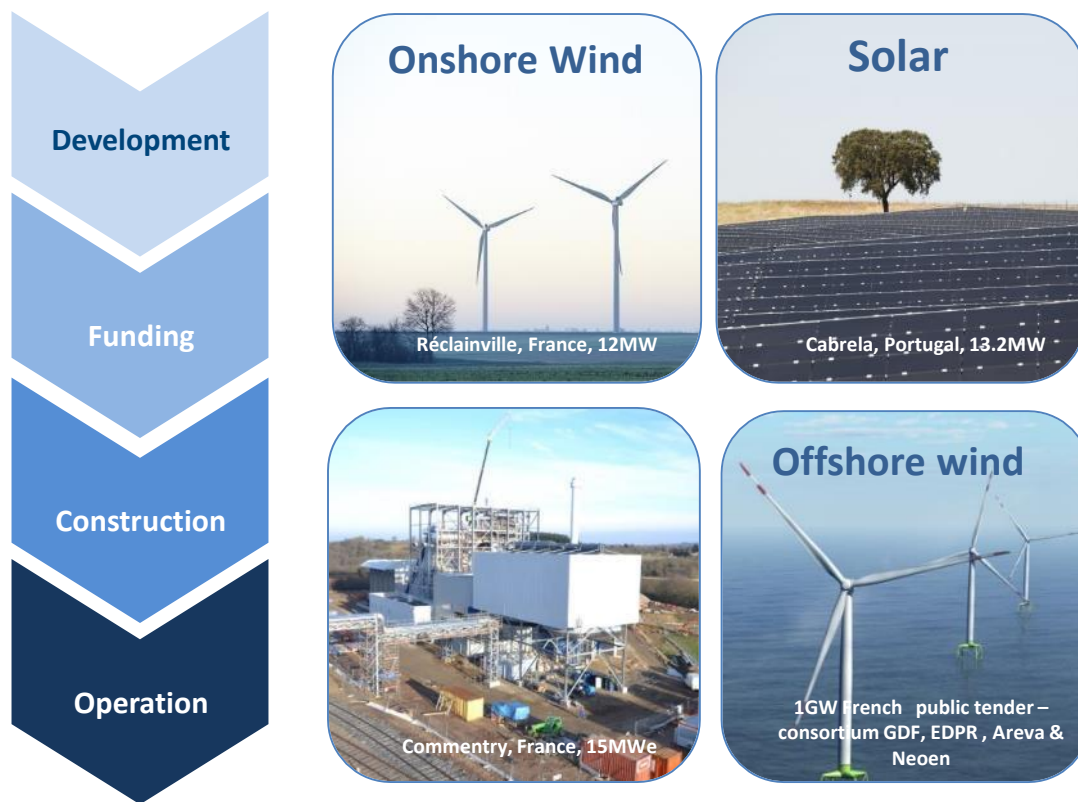 Development
Funding
Construction
Operation
Onshore Wind
Réclainville, France, 12MW
Solar
Cabrela, Portugal, 13.2MW
Commentry, France, 15MWe
Offshore wind
1GW French public tender –
consortium GDF, EDPR , Areva &
Neoen